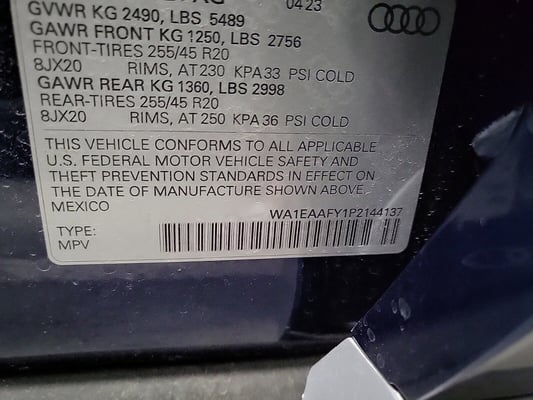 04.23
GVWR KG 2490, LBS 5489
GAWR FRONT KG 1250, LBS 2756
FRONT-TIRES 255/45 R20
8JX20 RIMS, AT 230 KPA 33 PSI COLD
GAWR REAR KG 1360, LBS 2998
REAR-TIRES 255/45 R20
8JX20 RIMS, AT 250 KPA 36 PSI COLD
THIS VEHICLE CONFORMS TO ALL APPLICABLE
U.S. FEDERAL MOTOR VEHICLE SAFETY AND
THEFT PREVENTION STANDARDS IN EFFECT ON
THE DATE OF MANUFACTURE SHOWN ABOVE.
MEXICO
WA1EAAFY1P2144137
TYPE:
MPV